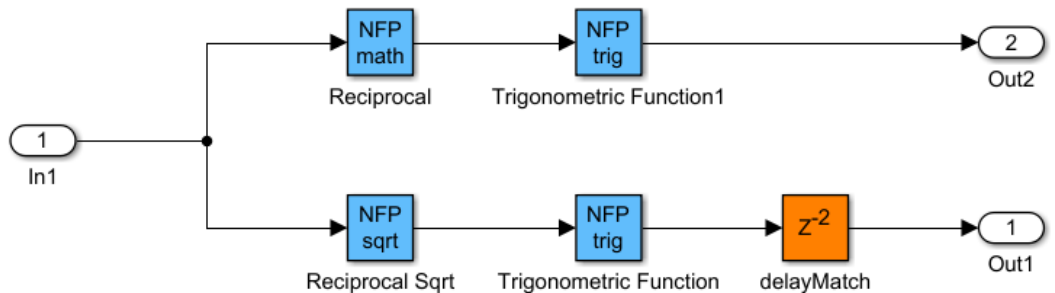 NFP
math
Reciprocal
NFP
trig
Trigonometric Function1
2
Out2
1
In1
NFP
sqrt
Reciprocal Sqrt
NFP
trig
Trigonometric Function
Z-2
delayMatch
1
Out1